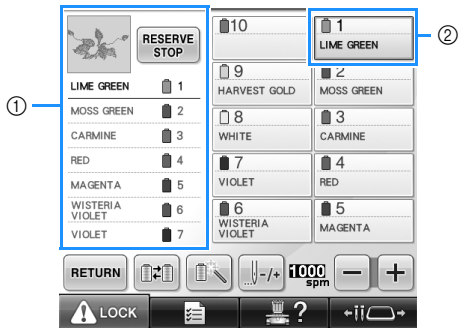 RESERVE
STOP
LIME GREEN 1
MOSS GREEN 2
CARMINE 3
RED 4
MAGENTA 5
WISTERIA
VIOLET 6
VIOLET 7
10
1
LIME GREEN
9
HARVEST GOLD
2
MOSS GREEN
8
WHITE
3
CARMINE
7
VIOLET
4
RED
6
WISTERIA
VIOLET
5
MAGENTA
RETURN
-/+
1000
spm
− +
LOCK
?
①
②